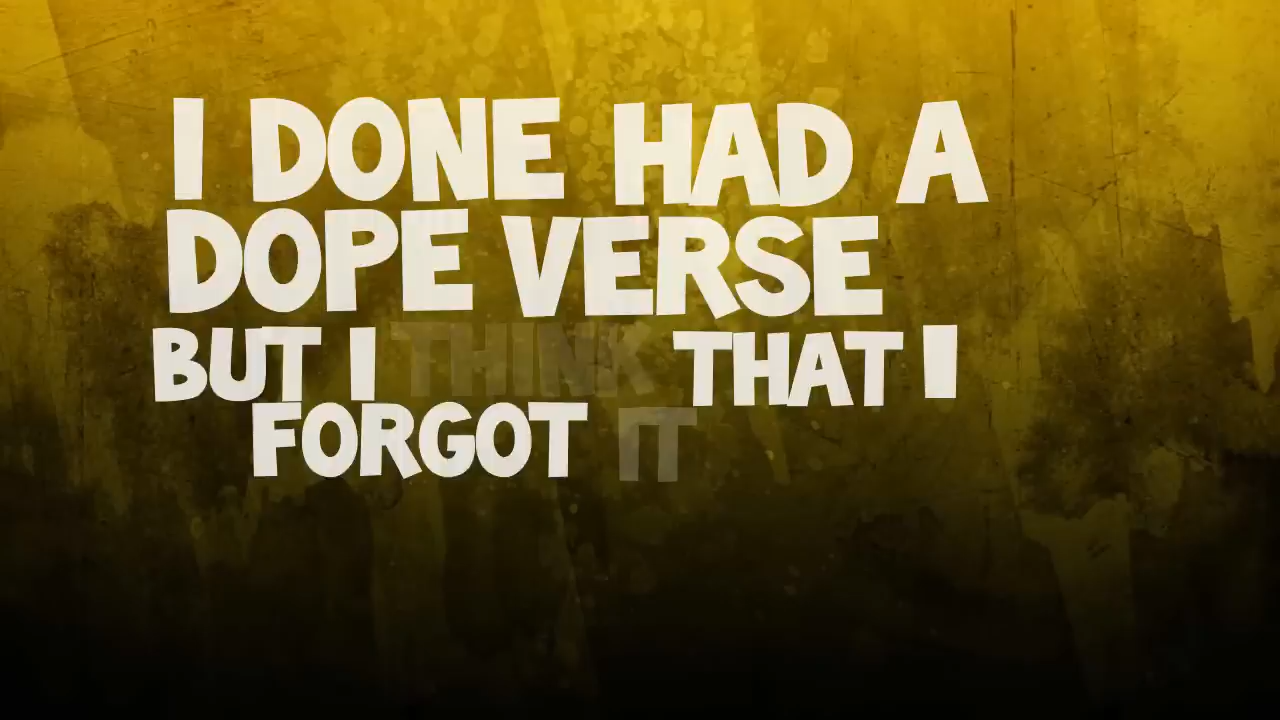 I DONE HAD A
DOPE VERSE
BUT I THINK THAT I
FORGOT IT